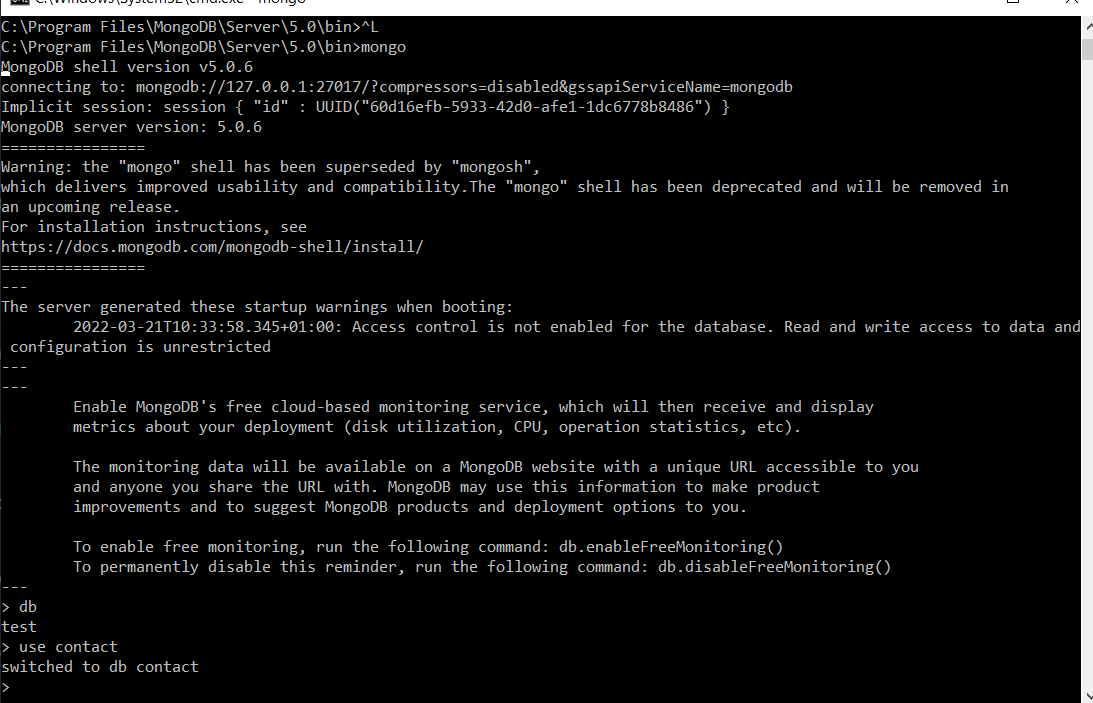 C:\Windows\System32\cmd.exe - mongo
C:\Program Files\MongoDB\Server\5.0\bin>^L
C:\Program Files\MongoDB\Server\5.0\bin>mongo
MongoDB shell version v5.0.6
connecting to: mongodb://127.0.0.1:27017/?compressors=disabled&gssapiServiceName=mongodb
Implicit session: session { "id" : UUID("60d16efb-5933-42d0-afe1-1dc6778b8486") }
MongoDB server version: 5.0.6
================
Warning: the "mongo" shell has been superseded by "mongosh",
which delivers improved usability and compatibility.The "mongo" shell has been deprecated and will be removed in
an upcoming release.
For installation instructions, see
https://docs.mongodb.com/mongodb-shell/install/
================
---
The server generated these startup warnings when booting:
        2022-03-21T10:33:58.345+01:00: Access control is not enabled for the database. Read and write access to data and
 configuration is unrestricted
---
---
        Enable MongoDB's free cloud-based monitoring service, which will then receive and display
        metrics about your deployment (disk utilization, CPU, operation statistics, etc).
        The monitoring data will be available on a MongoDB website with a unique URL accessible to you
        and anyone you share the URL with. MongoDB may use this information to make product
        improvements and to suggest MongoDB products and deployment options to you.
        To enable free monitoring, run the following command: db.enableFreeMonitoring()
        To permanently disable this reminder, run the following command: db.disableFreeMonitoring()
---
> db
test
> use contact
switched to db contact
>